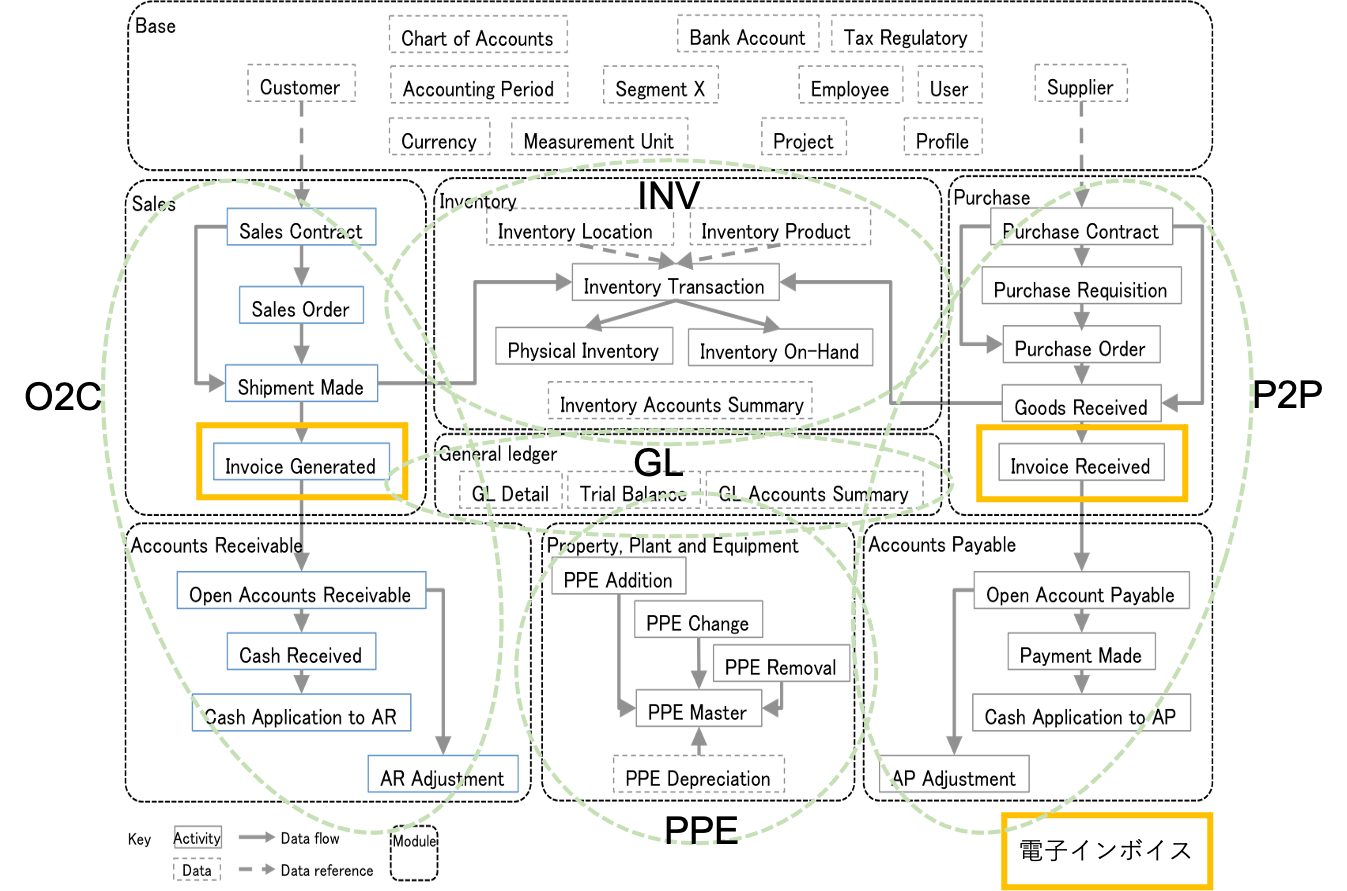 Base
Chart of Accounts
Bank Account
Tax Regulatory
Customer
Accounting Period
Segment X
Employee
User
Supplier
Currency
Measurement Unit
Project
Profile
Sales
Sales Contract
Sales Order
Shipment Made
Invoice Generated
O2C
INV
Inventory
Inventory Location
Inventory Product
Inventory Transaction
Physical Inventory
Inventory On-Hand
Inventory Accounts Summary
Purchase
Purchase Contract
Purchase Requisition
Purchase Order
Goods Received
Invoice Received
P2P
General ledger
GL
GL Detail
Trial Balance
GL Accounts Summary
Accounts Receivable
Open Accounts Receivable
Cash Received
Cash Application to AR
AR Adjustment
Property, Plant and Equipment
PPE Addition
PPE Change
PPE Removal
PPE Master
PPE Depreciation
PPE
Accounts Payable
Open Account Payable
Payment Made
Cash Application to AP
AP Adjustment
Key
Activity
Data flow
Module
Data
Data reference
電子インボイス